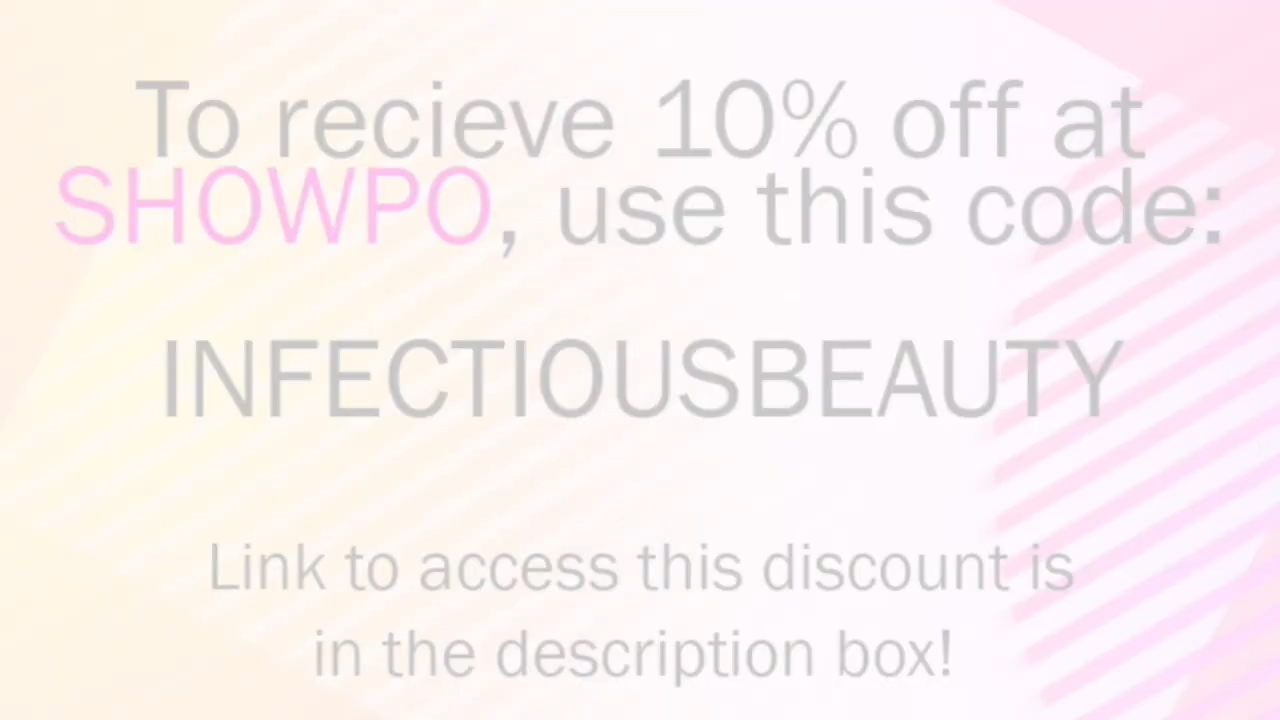 To recieve 10% off at
SHOWPO, use this code:
INFECTIOUSBEAUTY
Link to access this discount is
in the description box!